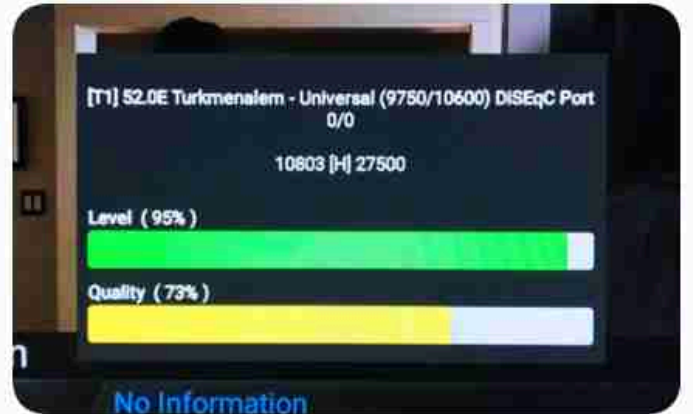 [T1] 52.0E Turkmenalem - Universal (9750/10600) DiSEqC Port
0/0
10803 [H] 27500
Level ( 95% )
Quality ( 73% )
No Information